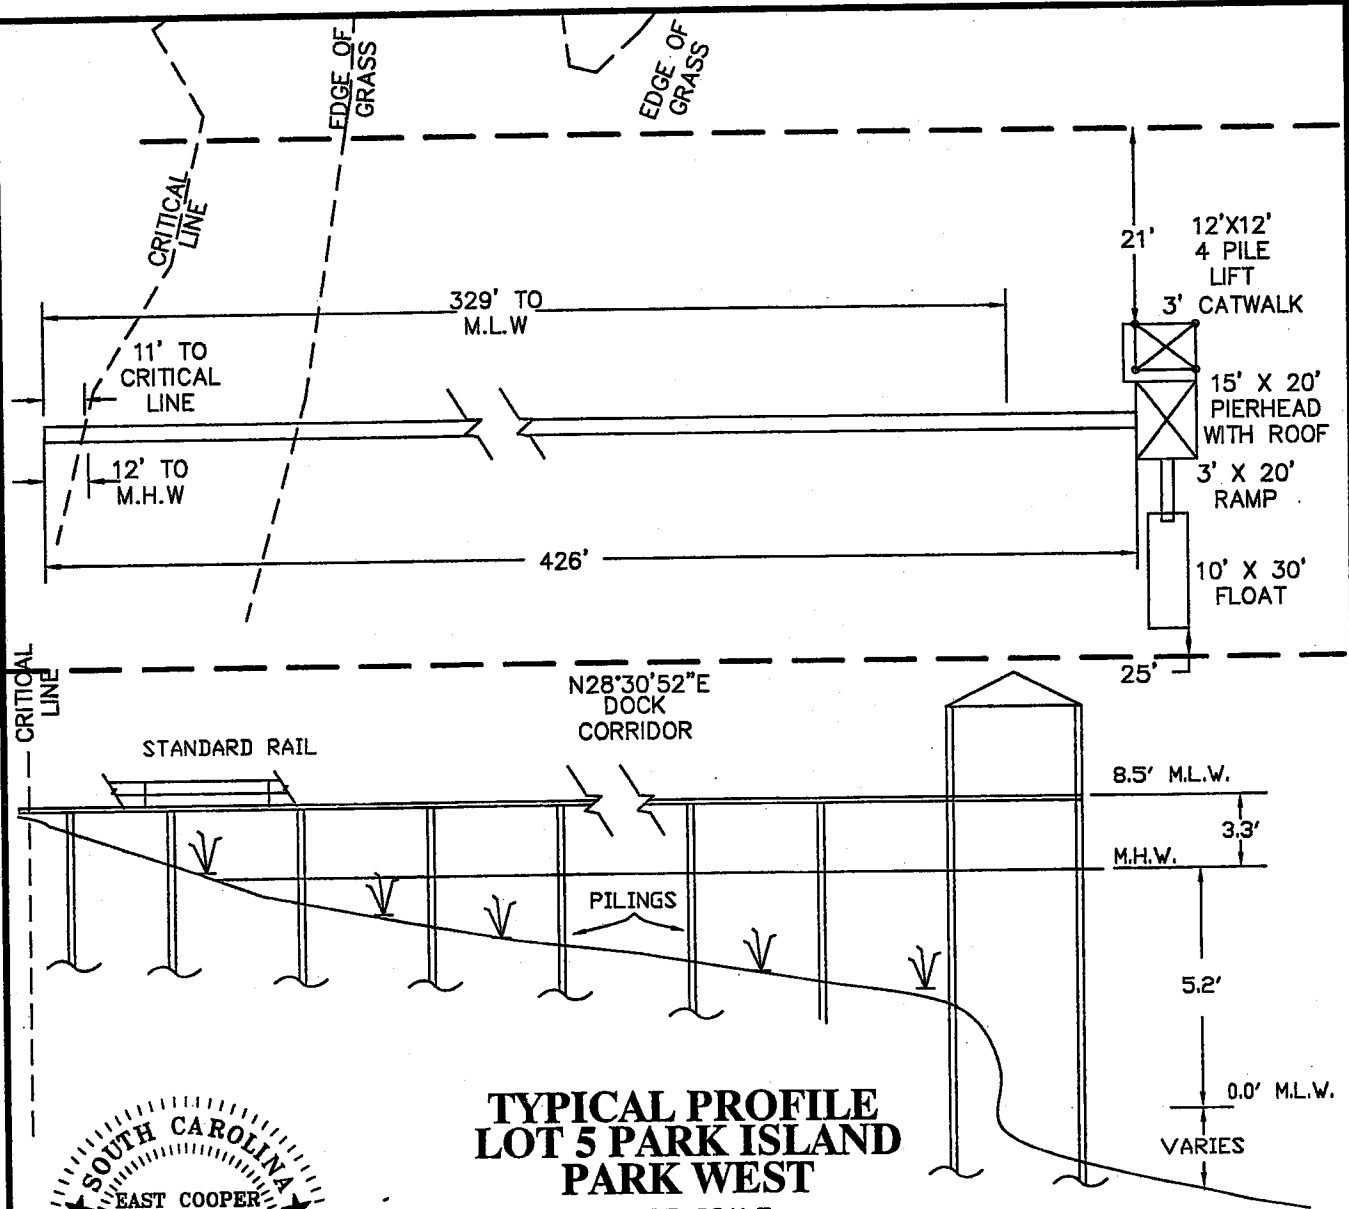 EDGE OF
GRASS
EDGE OF
GRASS
CRITICAL
LINE
21'
12'X12'
4 PILE
LIFT
3' CATWALK
329' TO
M.L.W
11' TO
CRITICAL
LINE
15' X 20'
PIERHEAD
WITH ROOF
12' TO
M.H.W
3' X 20'
RAMP
426'
10' X 30'
FLOAT
25'
CRITICAL
LINE
N28°30'52"E
DOCK
CORRIDOR
STANDARD RAIL
8.5' M.L.W.
3.3'
M.H.W.
PILINGS
5.2'
0.0' M.L.W.
VARIES
TYPICAL PROFILE
LOT 5 PARK ISLAND
PARK WEST
SOUTH CAROLINA
EAST COOPER